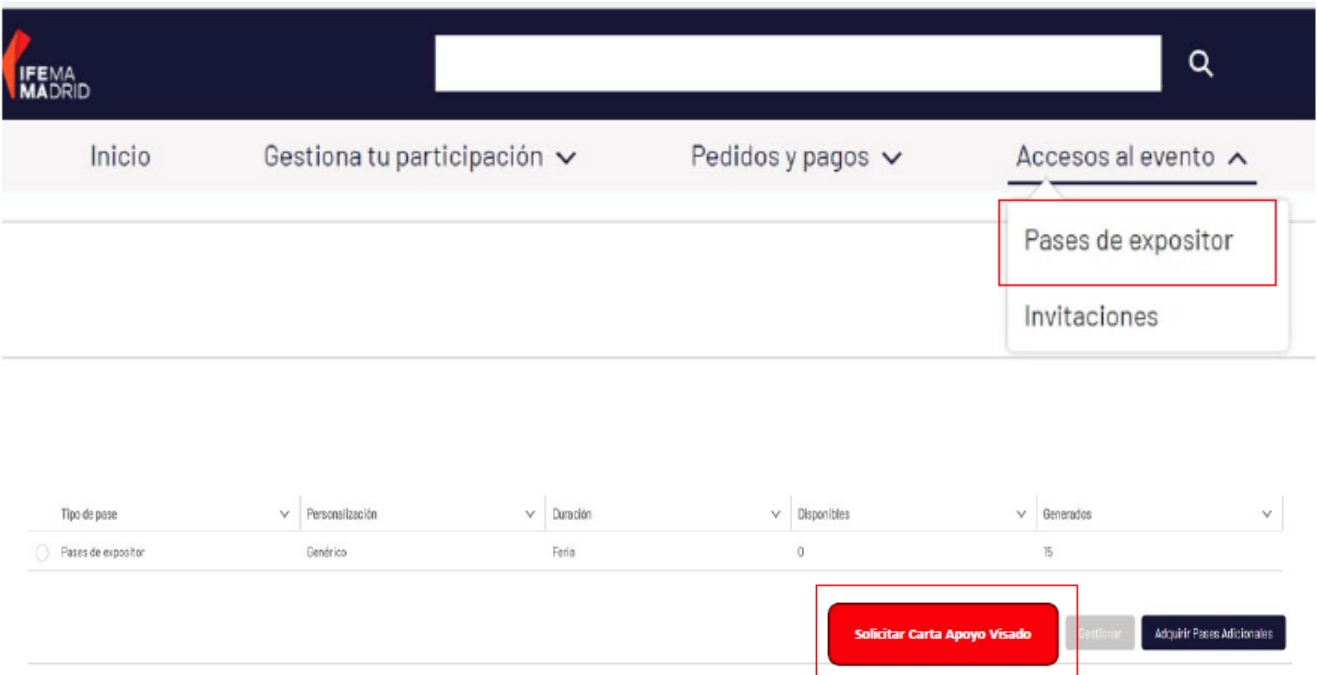 IFEMA
MADRID
Inicio Gestiona tu participación Pedidos y pagos Accesos al evento
Pases de expositor
Invitaciones
Tipo de pase Personalización Duración Disponibles Generados
Pases de expositor Genérico Feria 0 15
Solicitar Carta Apoyo Visado Gestionar Adquirir Pases Adicionales